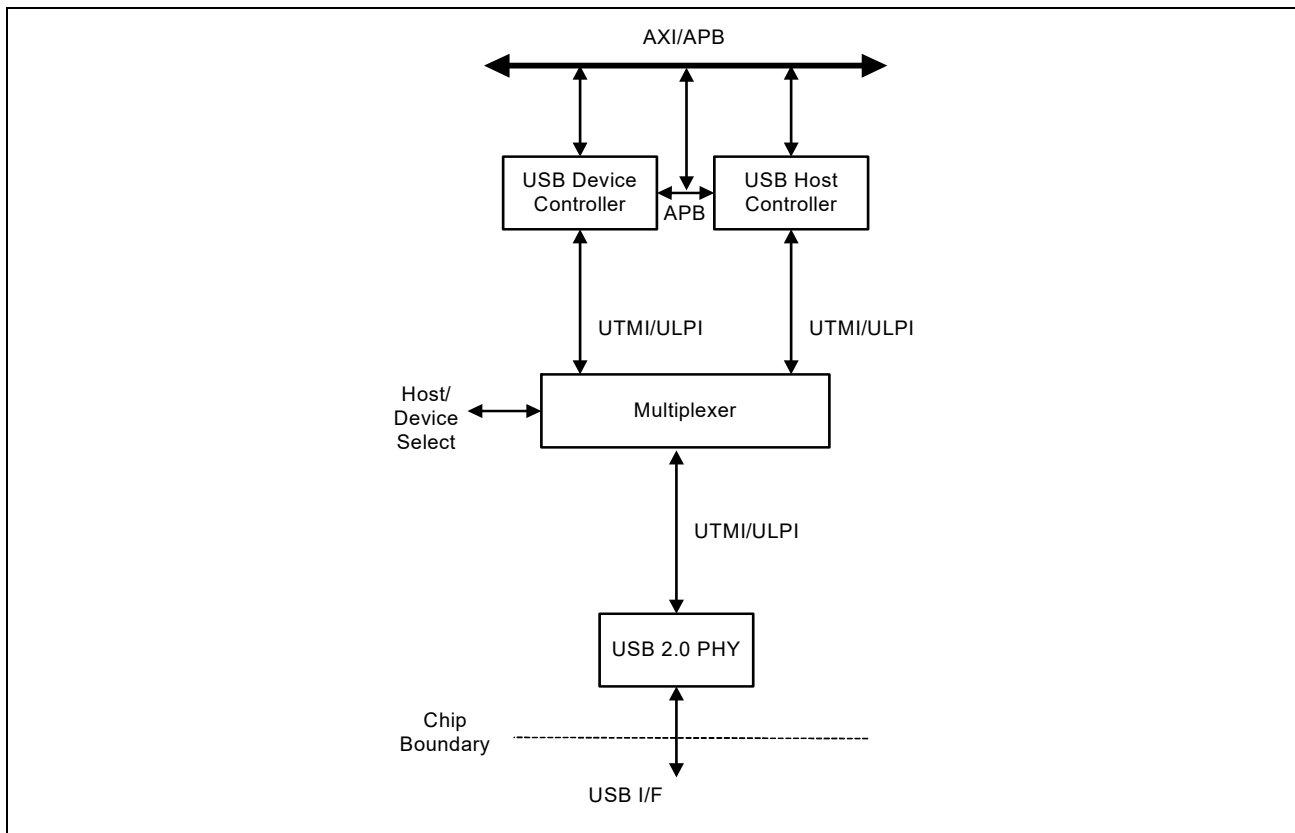 AXI/APB
USB Device
Controller
USB Host
Controller
APB
UTMI/ULPI
UTMI/ULPI
Host/
Device
Select
Multiplexer
UTMI/ULPI
USB 2.0 PHY
Chip
Boundary
USB I/F